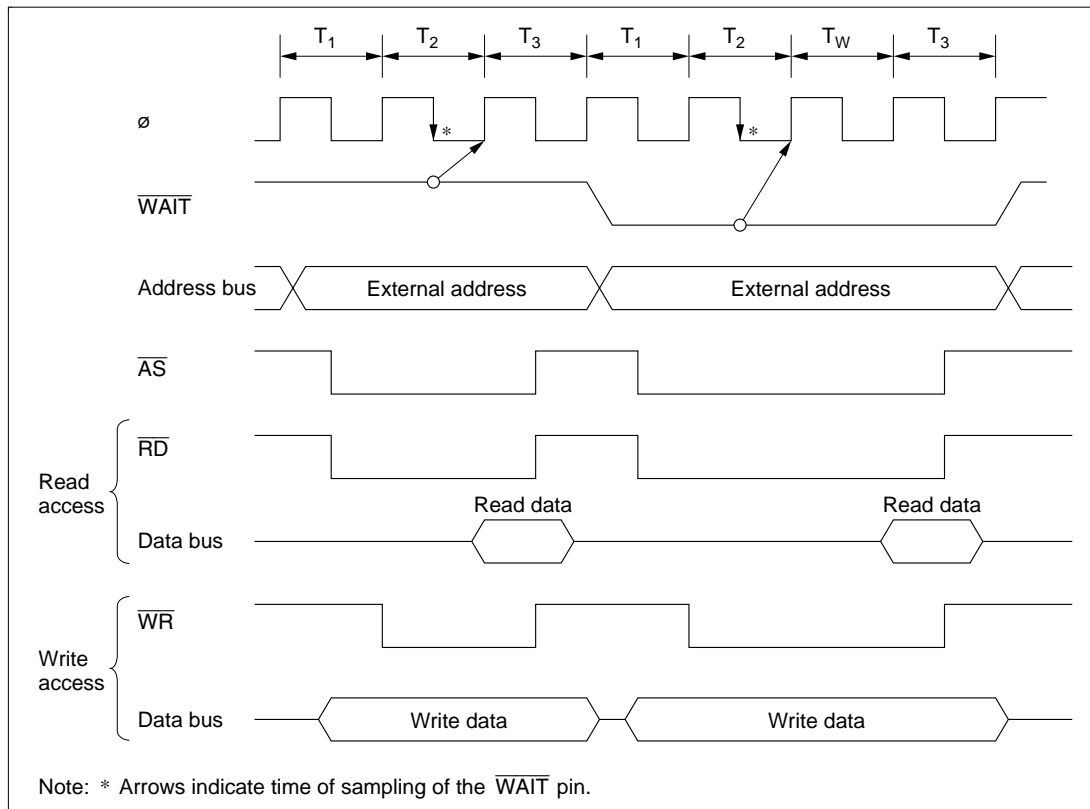 T1 T2 T3 T1 T2 TW T3
ø
* *
WAIT
Address bus External address External address
AS
Read access
RD
Read data Read data
Data bus
Write access
WR
Data bus Write data Write data
Note: * Arrows indicate time of sampling of the WAIT pin.